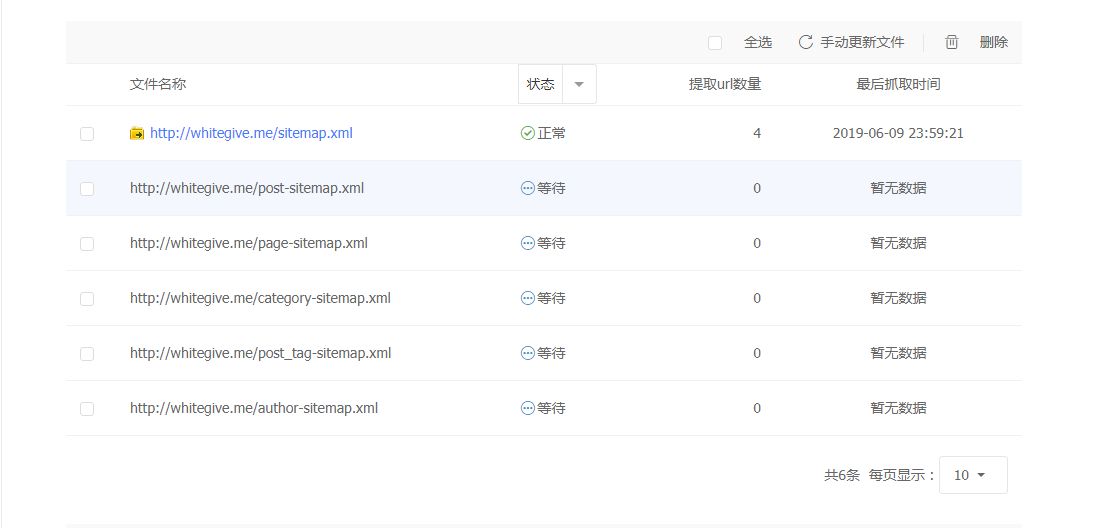 全选 手动更新文件 删除
文件名称 状态 提取url数量 最后抓取时间
http://whitegive.me/sitemap.xml 正常 4 2019-06-09 23:59:21
http://whitegive.me/post-sitemap.xml 等待 0 暂无数据
http://whitegive.me/page-sitemap.xml 等待 0 暂无数据
http://whitegive.me/category-sitemap.xml 等待 0 暂无数据
http://whitegive.me/post_tag-sitemap.xml 等待 0 暂无数据
http://whitegive.me/author-sitemap.xml 等待 0 暂无数据
共6条 每页显示： 10